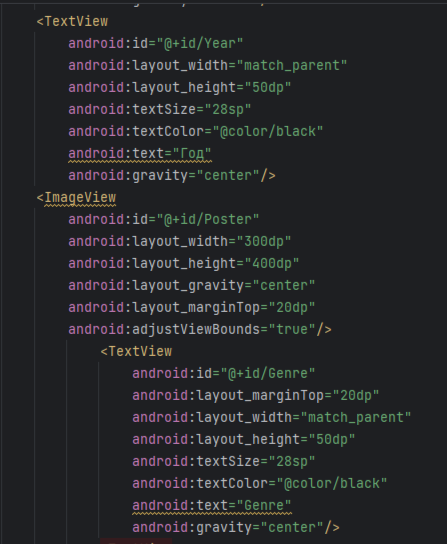 <TextView
android:id="@+id/Year"
android:layout_width="match_parent"
android:layout_height="50dp"
android:textSize="28sp"
android:textColor="@color/black"
android:text="Год"
android:gravity="center"/>
<ImageView
android:id="@+id/Poster"
android:layout_width="300dp"
android:layout_height="400dp"
android:layout_gravity="center"
android:layout_marginTop="20dp"
android:adjustViewBounds="true"/>
<TextView
android:id="@+id/Genre"
android:layout_marginTop="20dp"
android:layout_width="match_parent"
android:layout_height="50dp"
android:textSize="28sp"
android:textColor="@color/black"
android:text="Genre"
android:gravity="center"/>